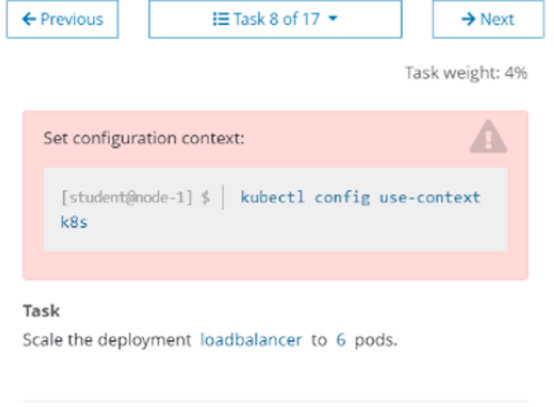 ← Previous
Task 8 of 17
→ Next
Task weight: 4%
Set configuration context:
[student@node-1] $ | kubectl config use-context
k8s
Task
Scale the deployment loadbalancer to 6 pods.